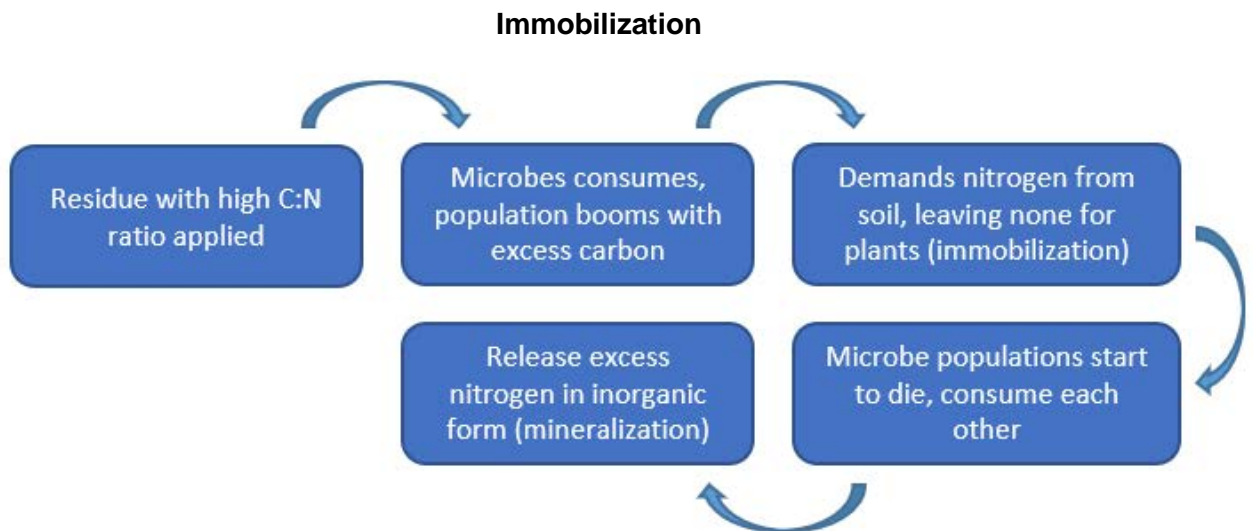 Immobilization
Residue with high C:N
ratio applied
Microbes consumes,
population booms with
excess carbon
Demands nitrogen from
soil, leaving none for
plants (immobilization)
Microbe populations start
to die, consume each
other
Release excess
nitrogen in inorganic
form (mineralization)